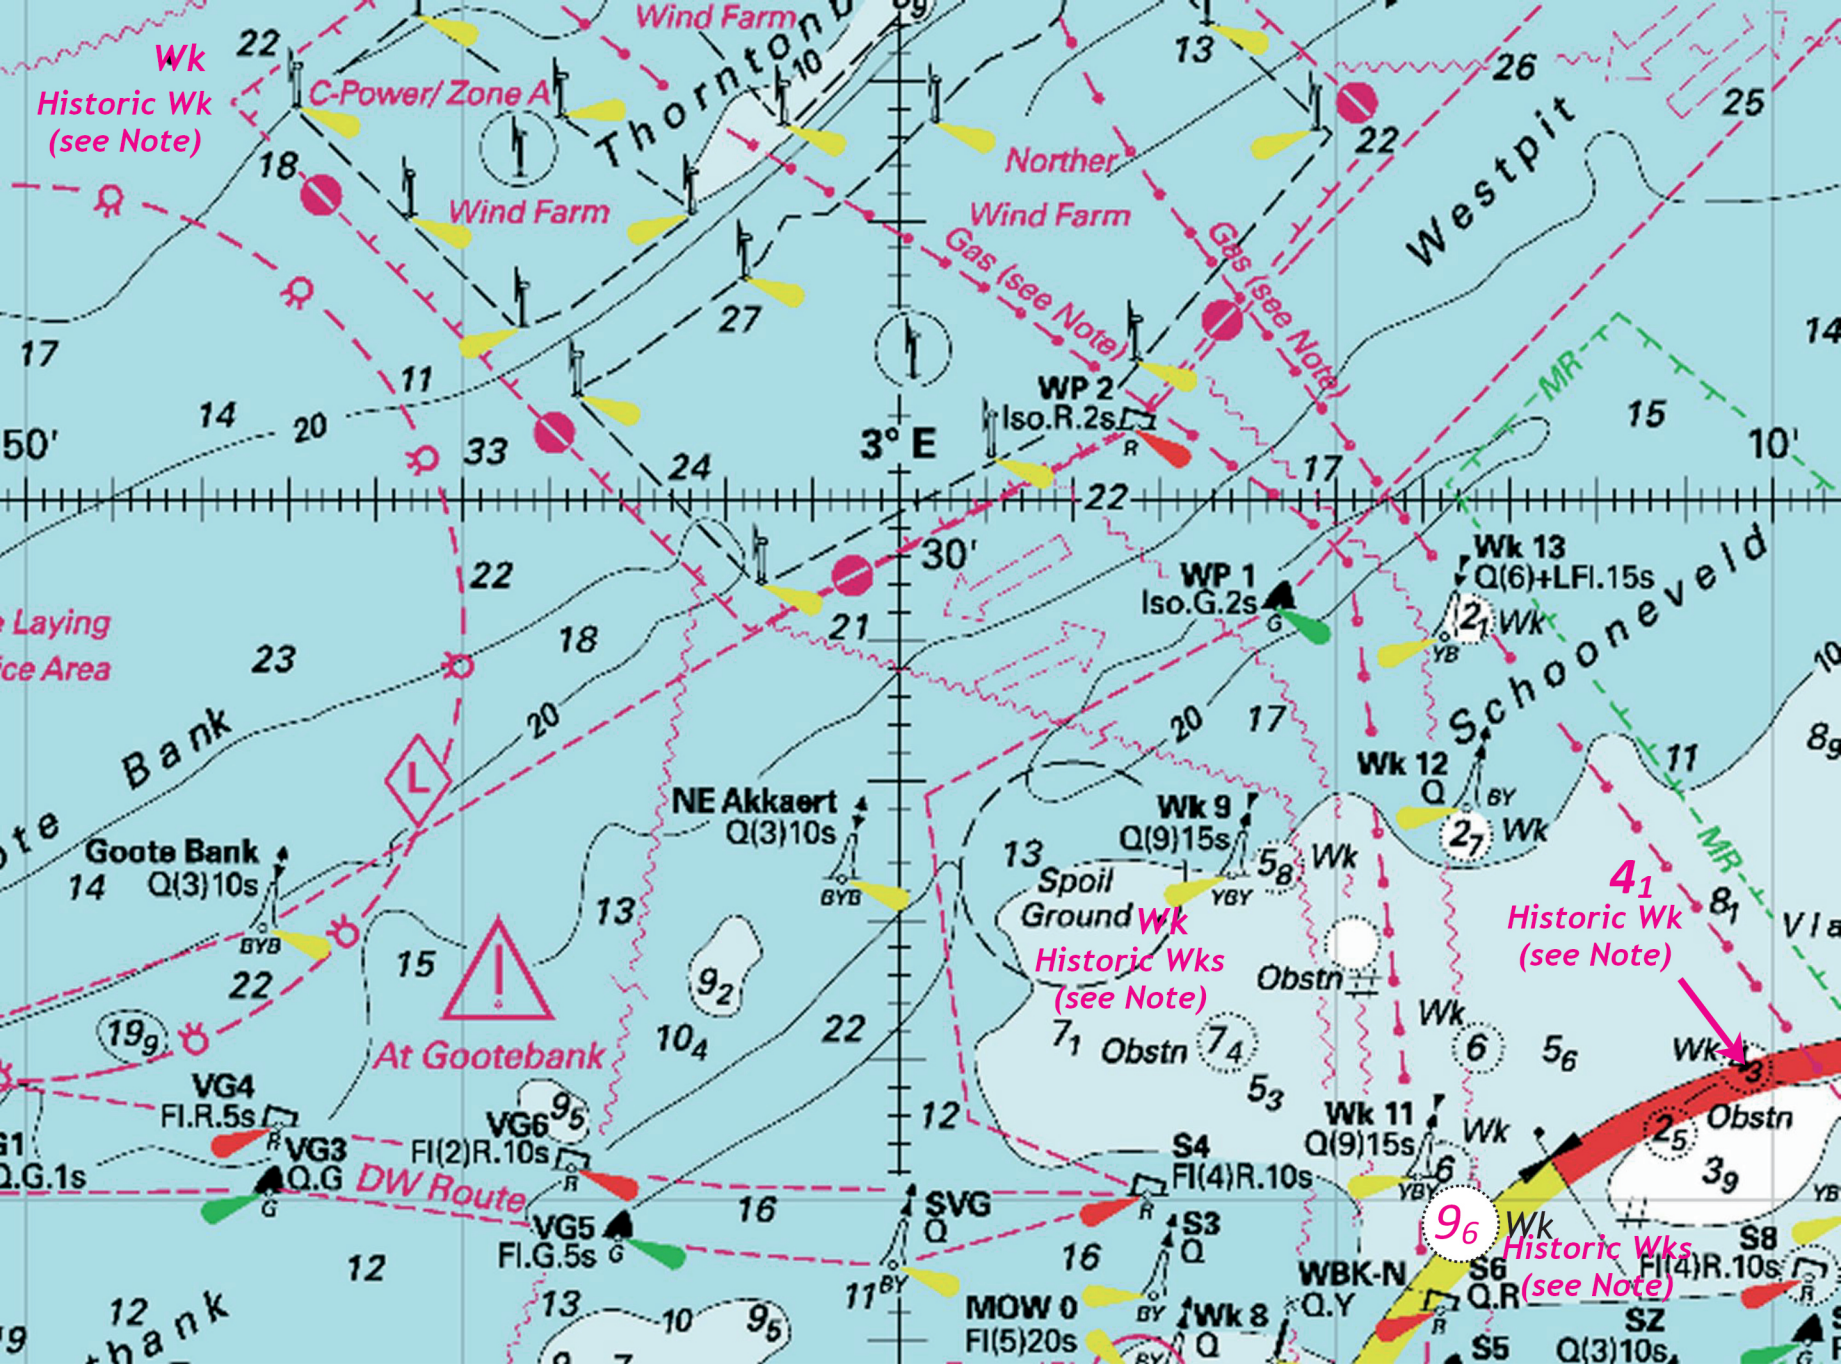 Wind Farm
22
Wk
Historic Wk
(see Note)
C-Power/ Zone A
Thornton
10
13
26
25
22
18
Norther
Wind Farm
Wind Farm
Westpit
Gas (see Note)
Gas (see Note)
27
17
14
11
MR
WP 2
Iso.R.2s
R
14
20
50'
33
24
3° E
17
15
10'
22
30'
22
Wk 13
Q(6)+LFl.15s
WP 1
Iso.G.2s
G
21 Wk
YB
Laying
ice Area
23
18
21
Schooneveld
10
20
20
17
Bank
L
89
11
Wk 12
Q
BY
27 Wk
NE Akkaert
Q(3)10s
BYB
Wk 9
Q(9)15s
YBY
58 Wk
MR
Goote Bank
Q(3)10s
BYB
14
13
13
Spoil
Ground
Wk
Historic Wks
(see Note)
41
Historic Wk
(see Note)
81
Vla
15
22
92
Obstn
199
At Gootebank
104
22
71
Obstn 74
Wk
6
56
Wk
53
VG4
Fl.R.5s
R
VG6
Fl(2)R.10s
R
95
12
Wk 11
Q(9)15s
YBY
6
Wk
Obstn
25
39
G1
Q.G.1s
VG3
Q.G
G
DW Route
S4
Fl(4)R.10s
R
YB
VG5
Fl.G.5s
G
16
SVG
Q
BY
S3
Q
BY
96 Wk
Historic Wks
(see Note)
S8
Fl(4)R.10s
R
12
11
16
WBK-N
Q.Y
S6
Q.R
R
12
13
10
95
MOW 0
Fl(5)20s
Wk 8
Q
BY
SZ
Q(3)10s
S5
G